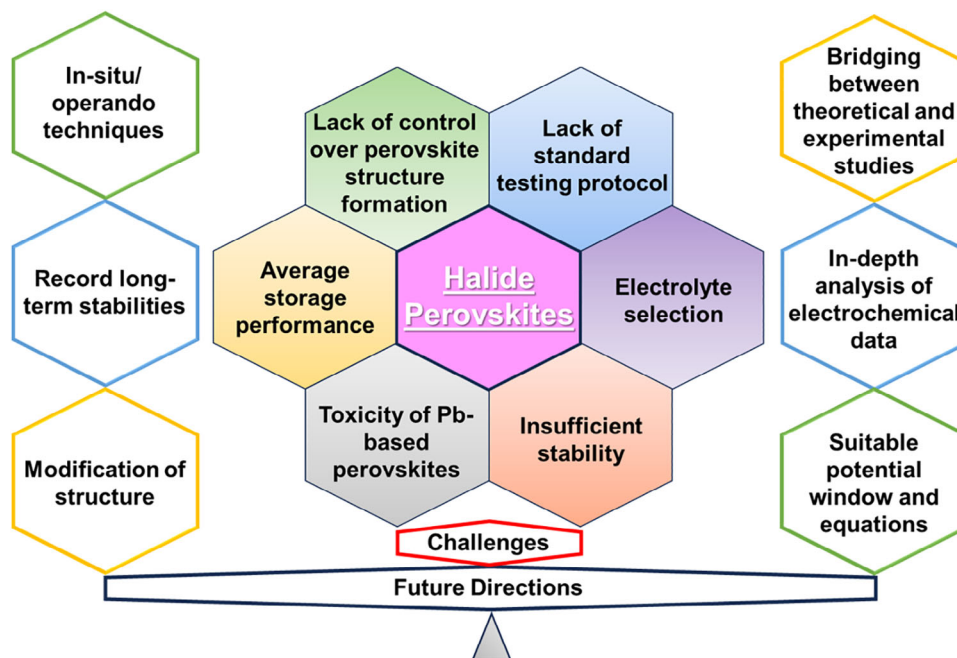 In-situ/
operando
techniques
Record long-
term stabilities
Modification of
structure
Lack of control
over perovskite
structure
formation
Lack of
standard
testing protocol
Average
storage
performance
Halide
Perovskites
Electrolyte
selection
Toxicity of Pb-
based
perovskites
Insufficient
stability
Challenges
Future Directions
Bridging
between
theoretical and
experimental
studies
In-depth
analysis of
electrochemical
data
Suitable
potential
window and
equations